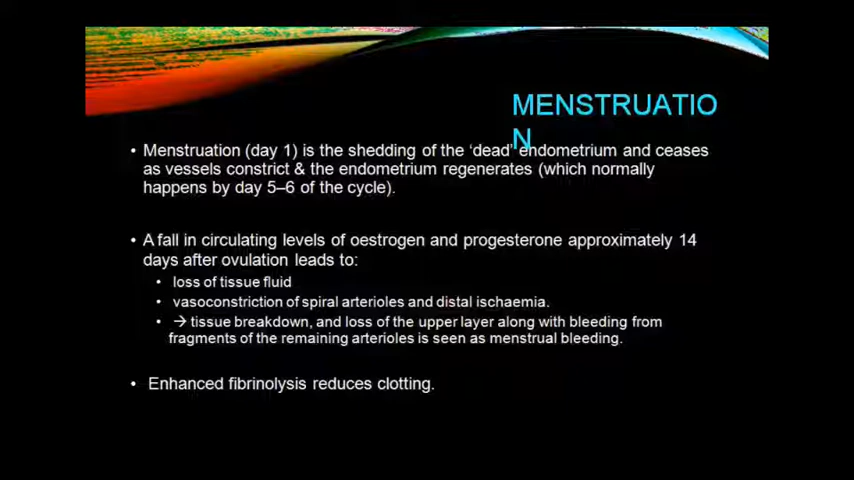 MENSTRUATIO
N
• Menstruation (day 1) is the shedding of the ‘dead’ endometrium and ceases
as vessels constrict & the endometrium regenerates (which normally
happens by day 5–6 of the cycle).
• A fall in circulating levels of oestrogen and progesterone approximately 14
days after ovulation leads to:
• loss of tissue fluid
• vasoconstriction of spiral arterioles and distal ischaemia.
• → tissue breakdown, and loss of the upper layer along with bleeding from
fragments of the remaining arterioles is seen as menstrual bleeding.
• Enhanced fibrinolysis reduces clotting.